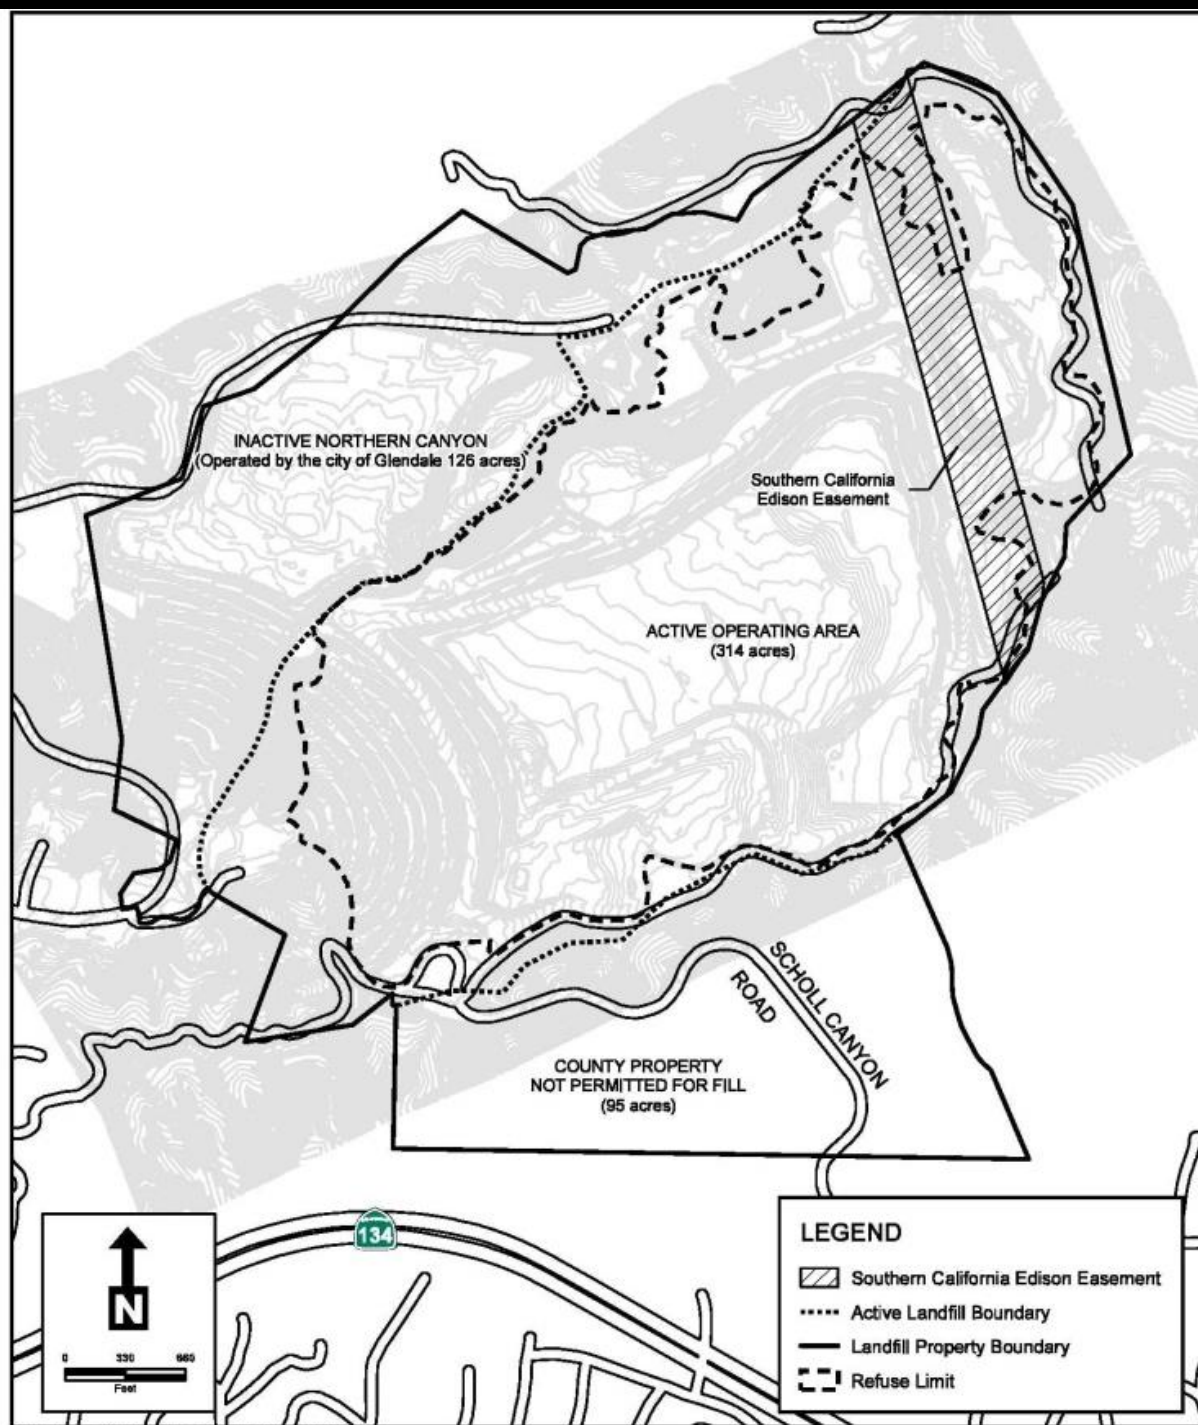 INACTIVE NORTHERN CANYON
(Operated by the city of Glendale 126 acres)
Southern California
Edison Easement
ACTIVE OPERATING AREA
(314 acres)
SCHOLL CANYON
ROAD
COUNTY PROPERTY
NOT PERMITTED FOR FILL
(95 acres)
134
N
0 330 660
Feet
LEGEND
Southern California Edison Easement
Active Landfill Boundary
Landfill Property Boundary
Refuse Limit